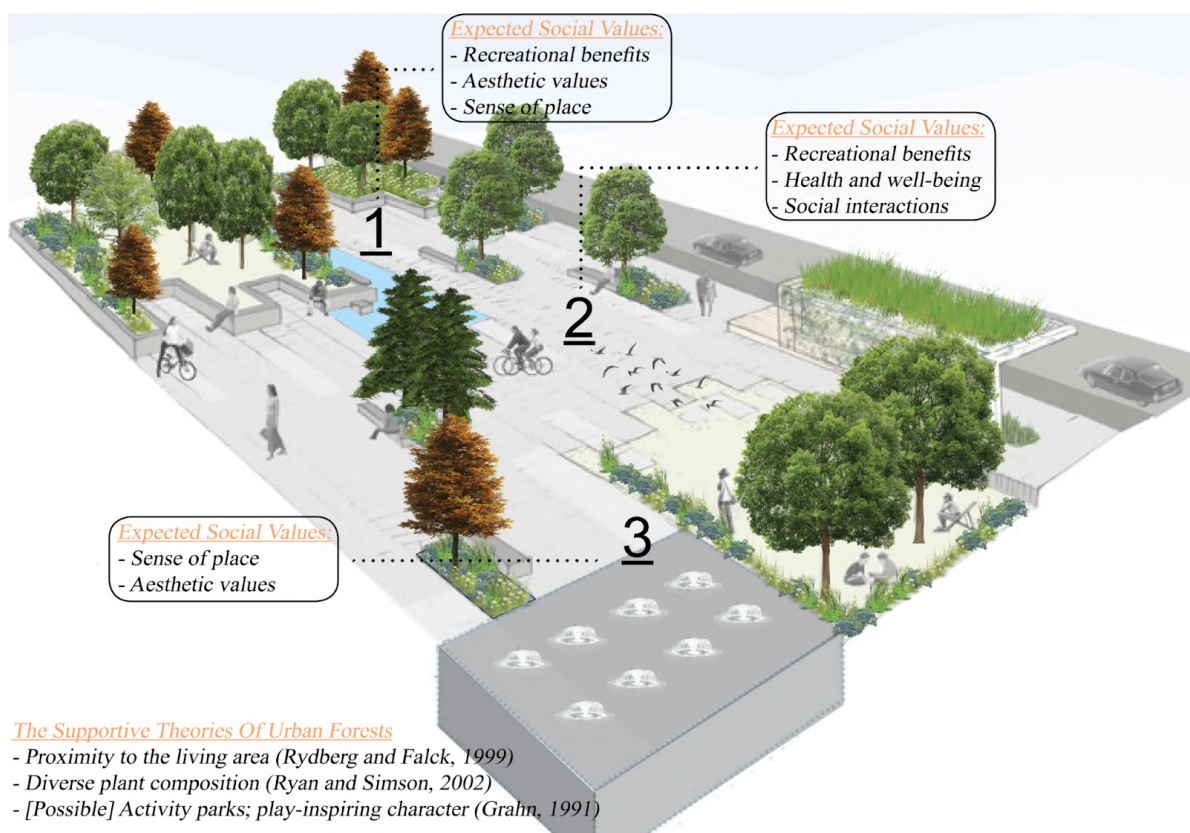 Expected Social Values:
- Recreational benefits
- Aesthetic values
- Sense of place
Expected Social Values:
- Recreational benefits
- Health and well-being
- Social interactions
1
2
3
Expected Social Values:
- Sense of place
- Aesthetic values
The Supportive Theories Of Urban Forests
- Proximity to the living area (Rydberg and Falck, 1999)
- Diverse plant composition (Ryan and Simson, 2002)
- [Possible] Activity parks; play-inspiring character (Grahn, 1991)